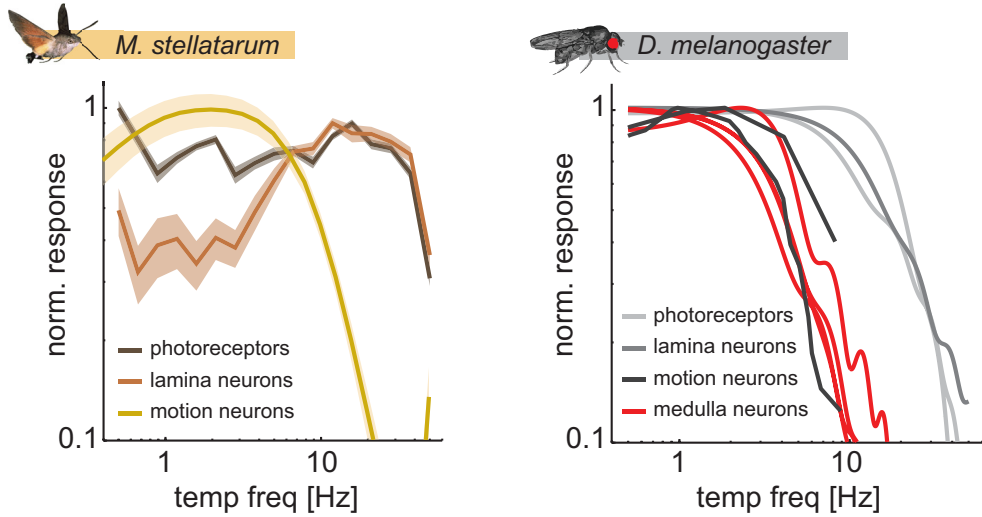 M. stellatarum
norm. response
1
0.1
photoreceptors
lamina neurons
motion neurons
1
10
temp freq [Hz]
D. melanogaster
norm. response
1
0.1
photoreceptors
lamina neurons
motion neurons
medulla neurons
1
10
temp freq [Hz]